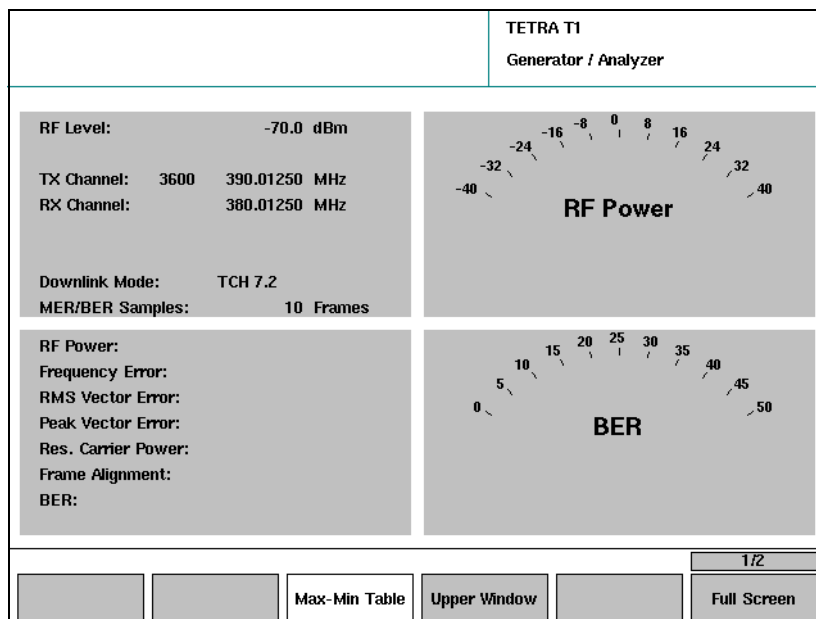 TETRA T1
Generator / Analyzer
RF Level: -70.0 dBm
TX Channel: 3600 390.01250 MHz
RX Channel: 380.01250 MHz
Downlink Mode: TCH 7.2
MER/BER Samples: 10 Frames
-40 -32 -24 -16 -8 0 8 16 24 32 40
RF Power
RF Power:
Frequency Error:
RMS Vector Error:
Peak Vector Error:
Res. Carrier Power:
Frame Alignment:
BER:
0 5 10 15 20 25 30 35 40 45 50
BER
1/2
Max-Min Table Upper Window Full Screen